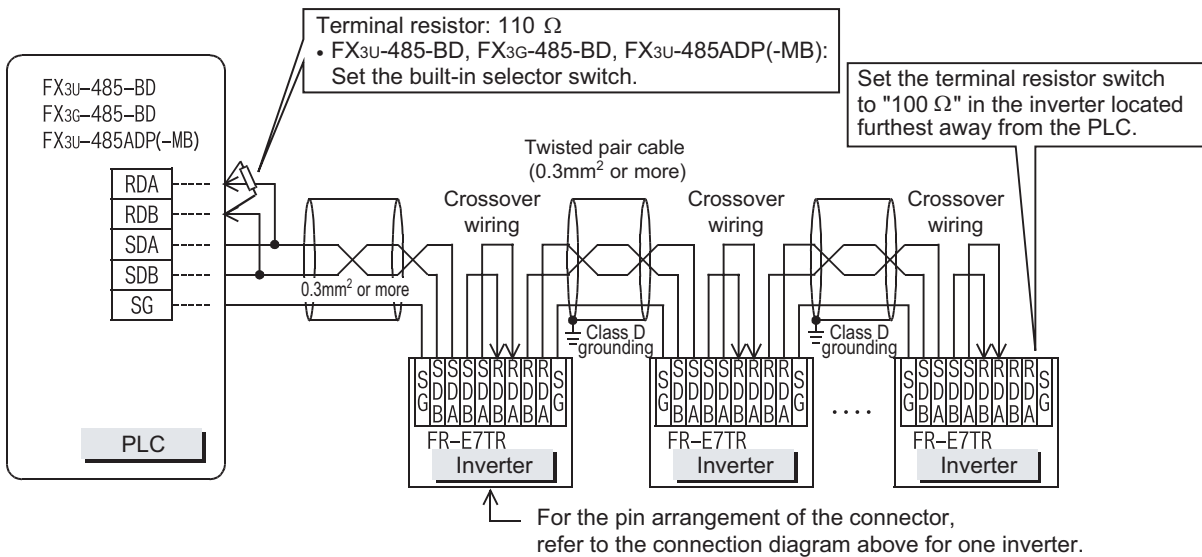 Terminal resistor: 110 Ω
• FX3U-485-BD, FX3G-485-BD, FX3U-485ADP(-MB):
Set the built-in selector switch.
Set the terminal resistor switch
to "100 Ω" in the inverter located
furthest away from the PLC.
FX3U-485-BD
FX3G-485-BD
FX3U-485ADP(-MB)
RDA
RDB
SDA
SDB
SG
PLC
Twisted pair cable
(0.3mm² or more)
Crossover
wiring
Crossover
wiring
Crossover
wiring
0.3mm² or more
Class D
grounding
Class D
grounding
SG SDB SDA SDB SDA RDB RDA RDB RDA SG
FR-E7TR
Inverter
SG SDB SDA SDB SDA RDB RDA RDB RDA SG
FR-E7TR
Inverter
....
SG SDB SDA SDB SDA RDB RDA RDB RDA SG
FR-E7TR
Inverter
For the pin arrangement of the connector,
refer to the connection diagram above for one inverter.